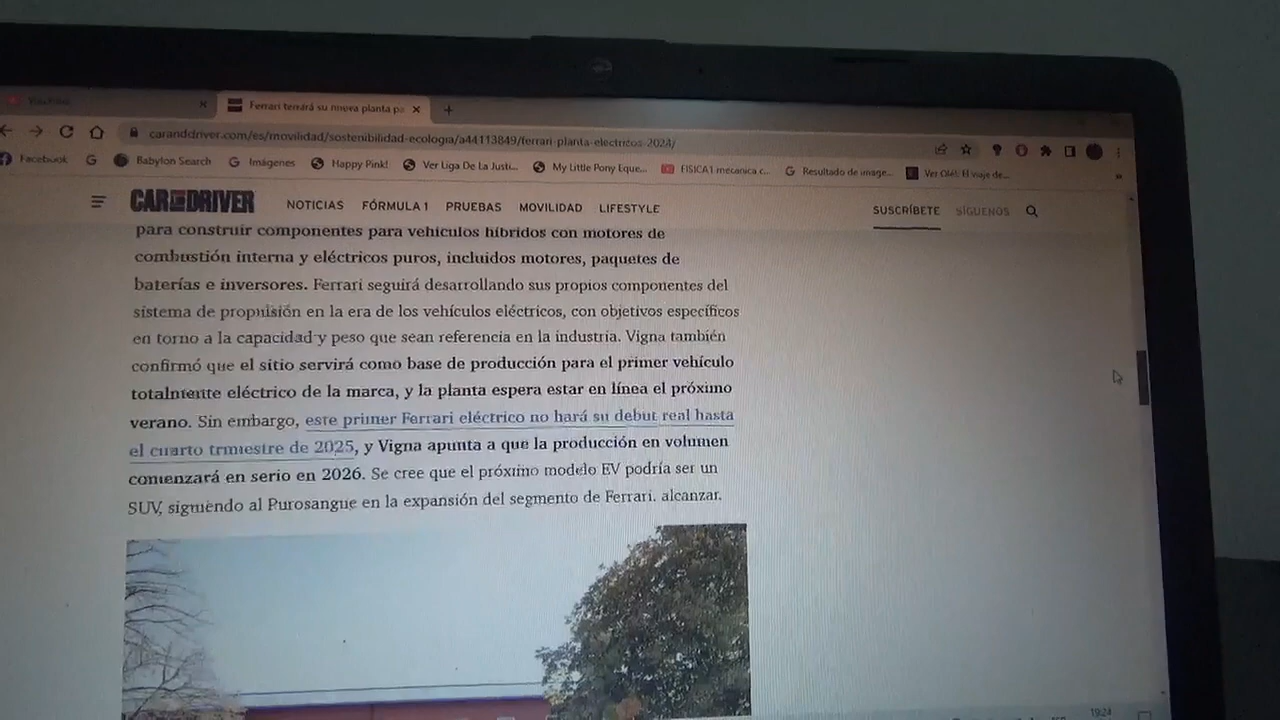 YouTube
Ferrari tendrá su nueva planta pa
caranddriver.com/es/movilidad/sostenibilidad-ecologia/a44113849/ferrari-planta-electricos-2024/
Facebook
G
Babylon Search
Imágenes
Happy Pink!
Ver Liga De La Justi...
My Little Pony Eque...
FISICA1 mecanica c...
Resultado de image...
Ver Olé!: El viaje de...
»
CAR AND DRIVER
NOTICIAS FÓRMULA 1 PRUEBAS MOVILIDAD LIFESTYLE
SUSCRÍBETE SÍGUENOS
para construir componentes para vehículos híbridos con motores de
combustión interna y eléctricos puros, incluidos motores, paquetes de
baterías e inversores. Ferrari seguirá desarrollando sus propios componentes del
sistema de propulsión en la era de los vehículos eléctricos, con objetivos específicos
en torno a la capacidad y peso que sean referencia en la industria. Vigna también
confirmó que el sitio servirá como base de producción para el primer vehículo
totalmente eléctrico de la marca, y la planta espera estar en línea el próximo
verano. Sin embargo, este primer Ferrari eléctrico no hará su debut real hasta
el cuarto trimestre de 2025, y Vigna apunta a que la producción en volumen
comenzará en serio en 2026. Se cree que el próximo modelo EV podría ser un
SUV, siguiendo al Purosangue en la expansión del segmento de Ferrari. alcanzar.
19:24